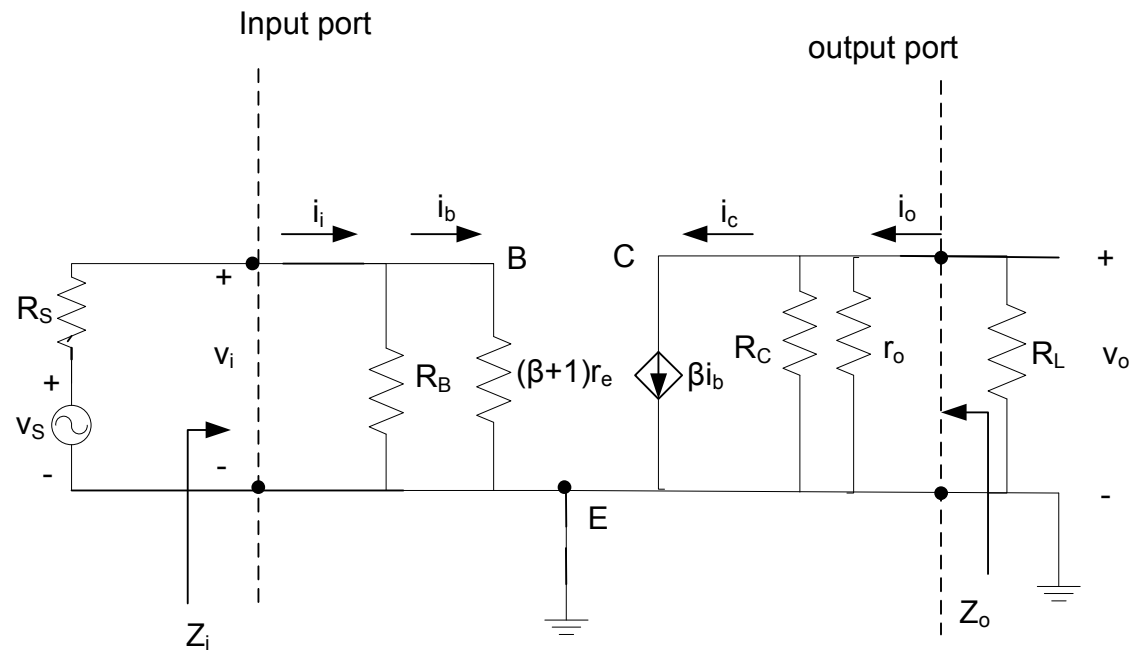 Input port
output port
i_i
i_b
i_c
i_o
B
C
+
+
R_S
v_i
R_B
(β+1)r_e
βi_b
R_C
r_o
R_L
v_o
+
v_S
-
-
-
E
Z_i
Z_o